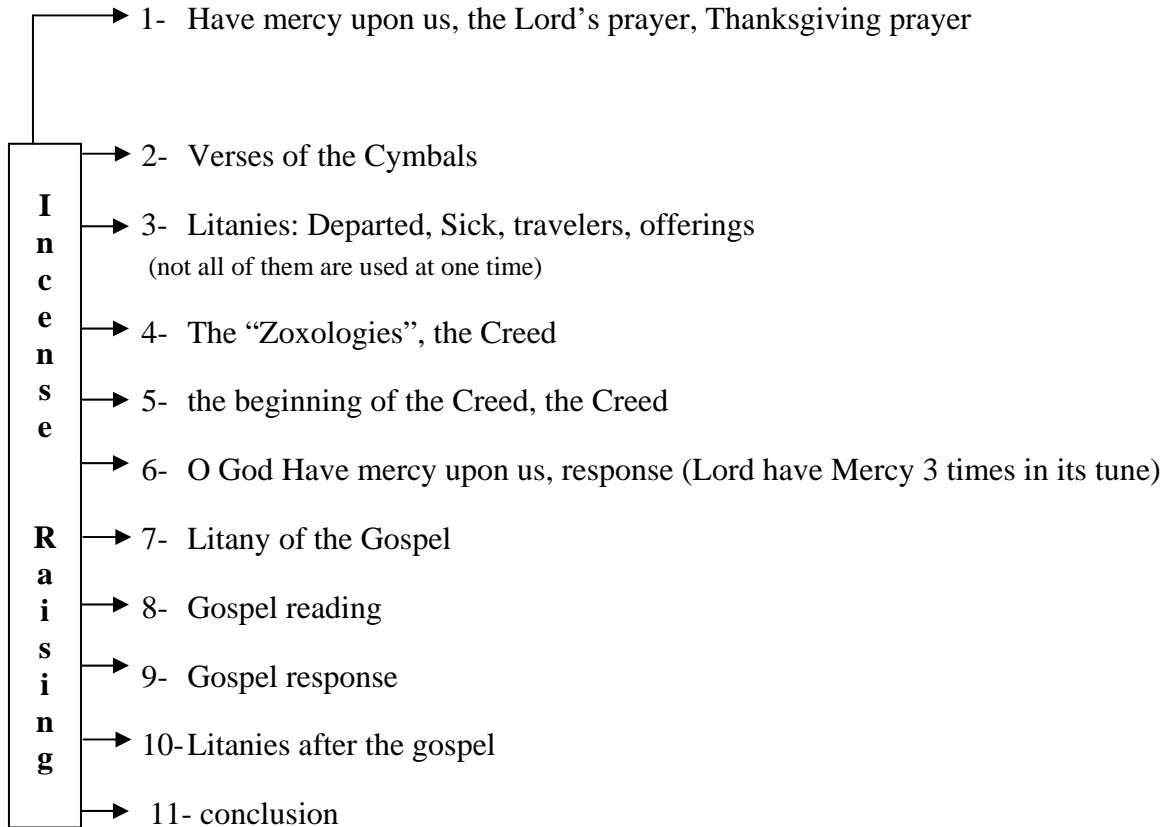 1- Have mercy upon us, the Lord’s prayer, Thanksgiving prayer
Incense Raising
2- Verses of the Cymbals
3- Litanies: Departed, Sick, travelers, offerings
(not all of them are used at one time)
4- The “Zoxologies”, the Creed
5- the beginning of the Creed, the Creed
6- O God Have mercy upon us, response (Lord have Mercy 3 times in its tune)
7- Litany of the Gospel
8- Gospel reading
9- Gospel response
10- Litanies after the gospel
11- conclusion